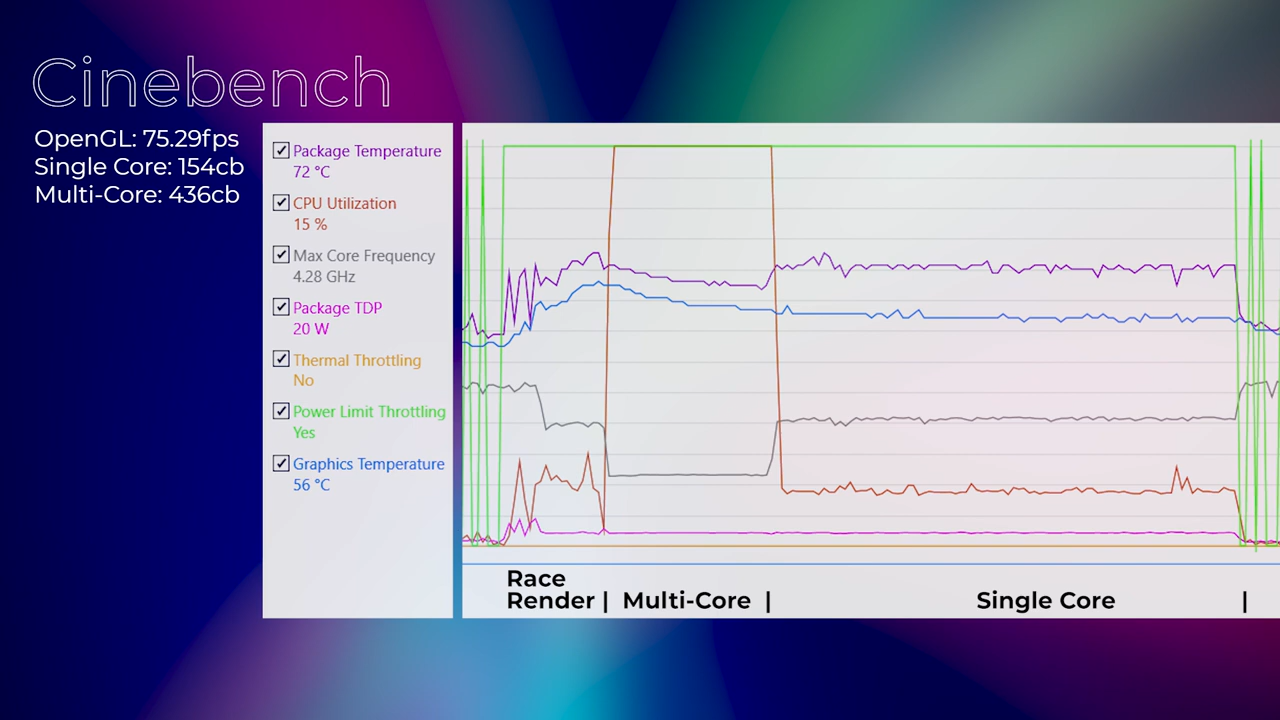 Cinebench
OpenGL: 75.29fps
Single Core: 154cb
Multi-Core: 436cb
Package Temperature
72 °C
CPU Utilization
15 %
Max Core Frequency
4.28 GHz
Package TDP
20 W
Thermal Throttling
No
Power Limit Throttling
Yes
Graphics Temperature
56 °C
Race
Render | Multi-Core | Single Core |